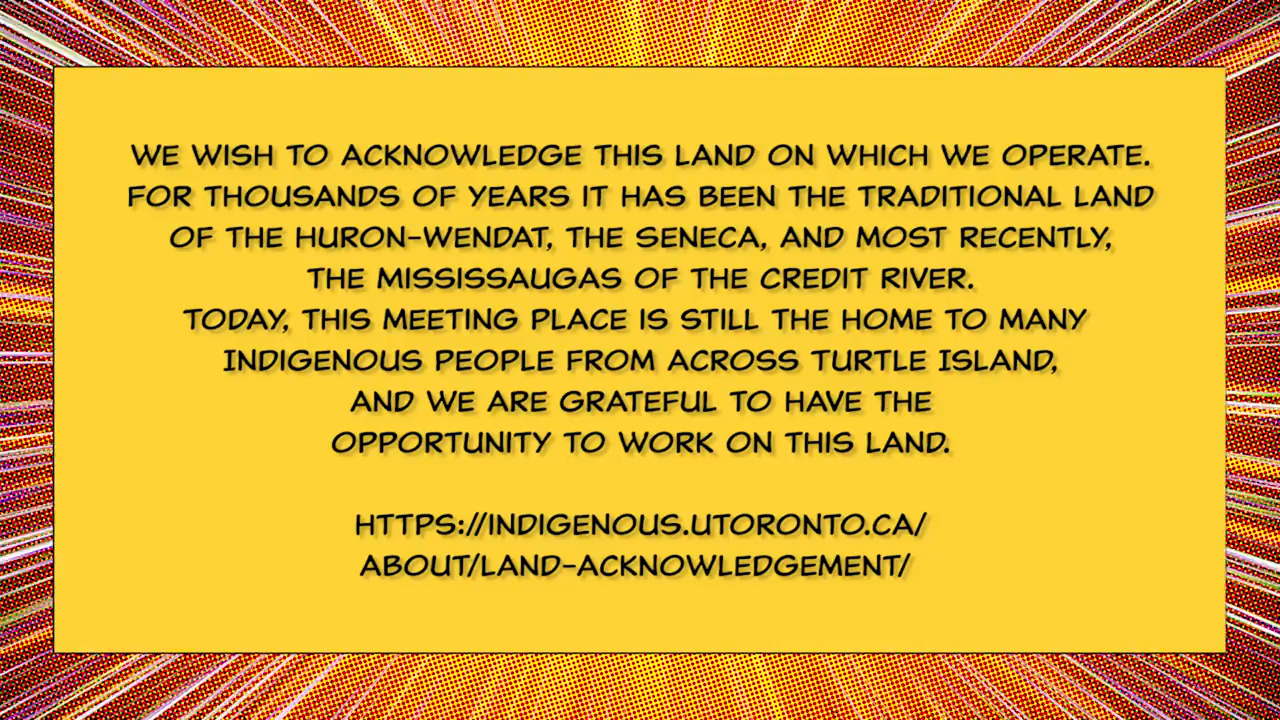 WE WISH TO ACKNOWLEDGE THIS LAND ON WHICH WE OPERATE.
FOR THOUSANDS OF YEARS IT HAS BEEN THE TRADITIONAL LAND
OF THE HURON-WENDAT, THE SENECA, AND MOST RECENTLY,
THE MISSISSAUGAS OF THE CREDIT RIVER.
TODAY, THIS MEETING PLACE IS STILL THE HOME TO MANY
INDIGENOUS PEOPLE FROM ACROSS TURTLE ISLAND,
AND WE ARE GRATEFUL TO HAVE THE
OPPORTUNITY TO WORK ON THIS LAND.
HTTPS://INDIGENOUS.UTORONTO.CA/
ABOUT/LAND-ACKNOWLEDGEMENT/